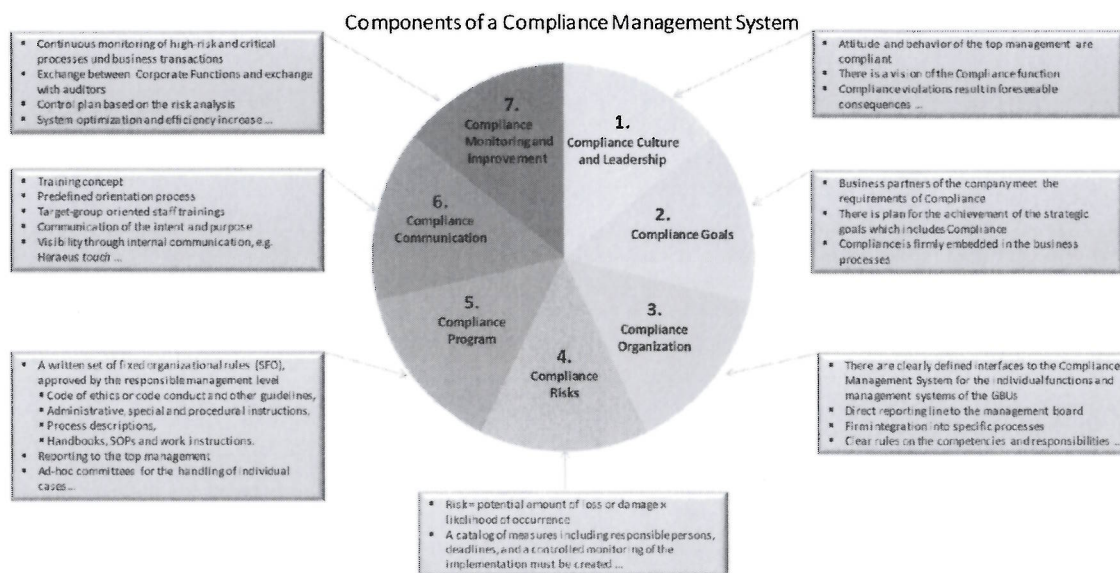 Components of a Compliance Management System
▪ Continuous monitoring of high-risk and critical
processes und business transactions
▪ Exchange between Corporate Functions and exchange
with auditors
▪ Control plan based on the risk analysis
▪ System optimization and efficiency increase ...
▪ Attitude and behavior of the top management are
compliant
▪ There is a vision of the Compliance function
▪ Compliance violations result in foreseeable
consequences ...
7.
Compliance
Monitoring and
Improvement
1.
Compliance Culture
and Leadership
▪ Training concept
▪ Predefined orientation process
▪ Target-group oriented staff trainings
▪ Communication of the intent and purpose
▪ Visibility through internal communication, e.g.
Heraeus touch ...
6.
Compliance
Communication
2.
Compliance Goals
▪ Business partners of the company meet the
requirements of Compliance
▪ There is plan for the achievement of the strategic
goals which includes Compliance
▪ Compliance is firmly embedded in the business
processes
5.
Compliance
Program
4.
Compliance
Risks
3.
Compliance
Organization
▪ A written set of fixed organizational rules (SFO),
approved by the responsible management level
▪ Code of ethics or code conduct and other guidelines,
▪ Administrative, special and procedural instructions,
▪ Process descriptions,
▪ Handbooks, SOPs and work instructions.
▪ Reporting to the top management
▪ Ad-hoc committees for the handling of individual
cases...
▪ There are clearly defined interfaces to the Compliance
Management System for the individual functions and
management systems of the GBUs
▪ Direct reporting line to the management board
▪ Firm integration into specific processes
▪ Clear rules on the competencies and responsibilities ...
▪ Risk= potential amount of loss or damage x
likelihood of occurrence
▪ A catalog of measures including responsible persons,
deadlines, and a controlled monitoring of the
implementation must be created ...